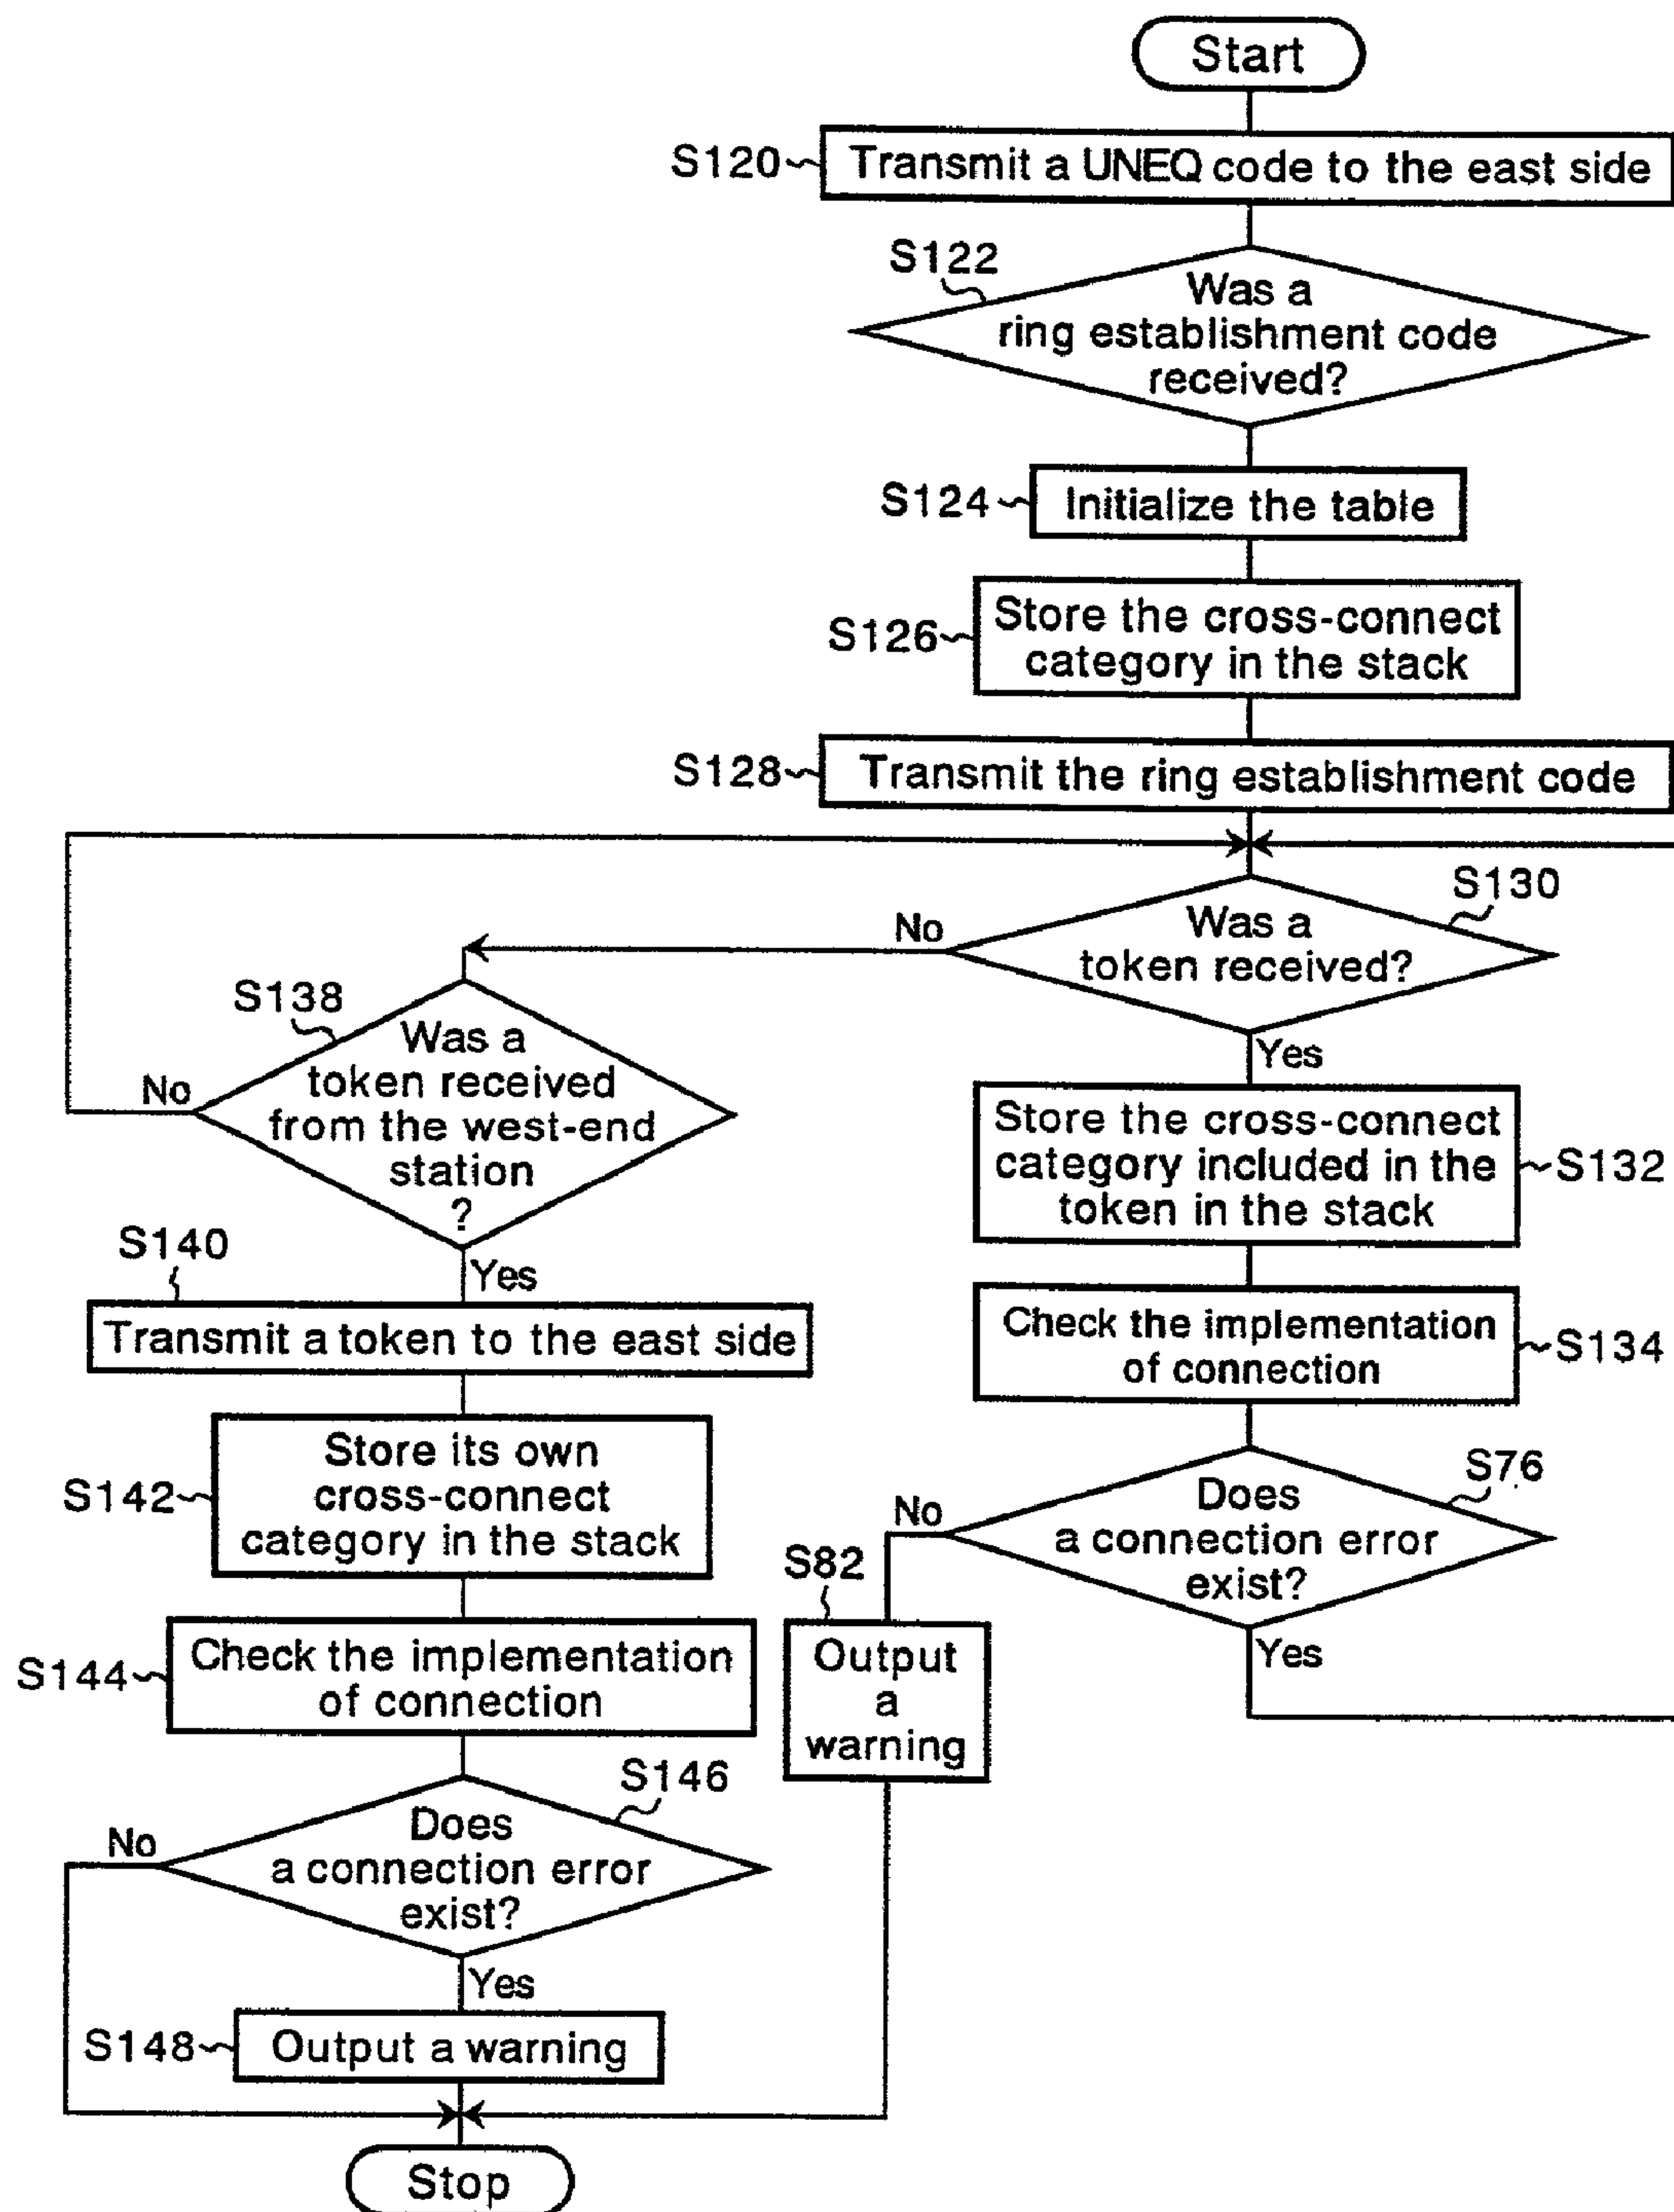 Start
S120
Transmit a UNEQ code to the east side
S122
Was a
ring establishment code
received?
S124
Initialize the table
S126
Store the cross-connect
category in the stack
S128
Transmit the ring establishment code
S130
Was a
token received?
No
Yes
S138
Was a
token received
from the west-end
station
?
No
Yes
Store the cross-connect
category included in the
token in the stack
S132
S140
Transmit a token to the east side
Check the implementation
of connection
S134
S142
Store its own
cross-connect
category in the stack
S76
Does
a connection error
exist?
No
Yes
S82
Output
a
warning
S144
Check the implementation
of connection
S146
Does
a connection error
exist?
No
Yes
S148
Output a warning
Stop